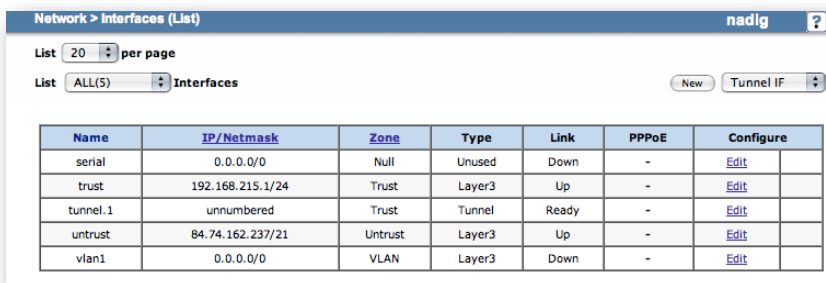 Network > Interfaces (List) nadig ?
List 20 per page
List ALL(5) Interfaces New Tunnel IF
Name IP/Netmask Zone Type Link PPPoE Configure
serial 0.0.0.0/0 Null Unused Down - Edit
trust 192.168.215.1/24 Trust Layer3 Up - Edit
tunnel.1 unnumbered Trust Tunnel Ready - Edit
untrust 84.74.162.237/21 Untrust Layer3 Up - Edit
vlan1 0.0.0.0/0 VLAN Layer3 Down - Edit